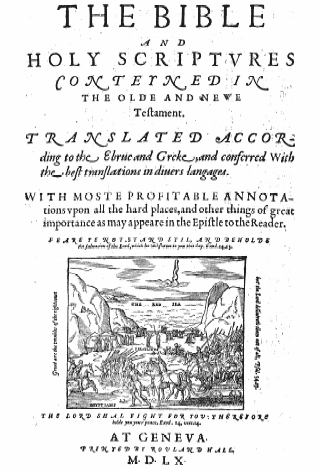 THE BIBLE
AND
HOLY SCRIPTVRES
CONTEYNED IN
THE OLDE AND NEWE
Testament.
TRANSLATED ACCOR-
ding to the Ebrue and Greke, and conferred With
the best translations in diuers langages.
WITH MOSTE PROFITABLE ANNOTA-
tions vpon all the hard places, and other things of great
importance as may appeare in the Epistle to the Reader.
FEARE YE NOT, STAND STIL, AND BEHOLDE
the saluacion of the Lord, which he will shewe to you this day. Exod. 14,13.
Great are the troubles of the righteous:
THE RED SEA
but the Lord deliuereth them out of all, Psal. 34,19.
THE LORD SHAL FIGHT FOR YOU: THEREFORE
holde you your peace, Exod. 14, vers. 14.
AT GENEVA.
PRINTED BY ROVLAND HALL.
M. D. LX.